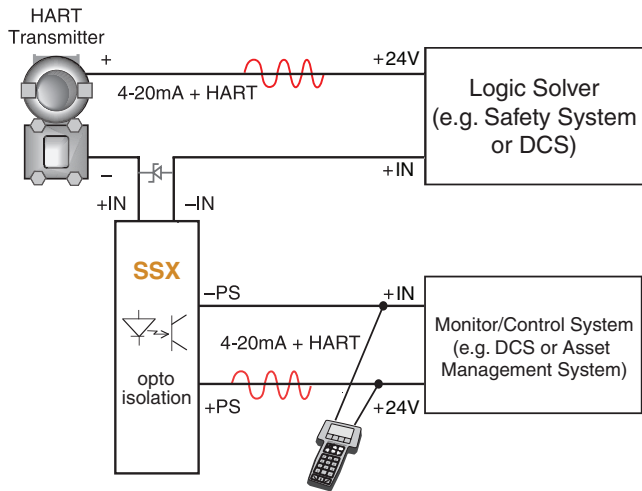 HART
Transmitter
+
+24V
4-20mA + HART
Logic Solver
(e.g. Safety System
or DCS)
–
+IN
+IN
–IN
SSX
–PS
+IN
Monitor/Control System
(e.g. DCS or Asset
Management System)
4-20mA + HART
opto
isolation
+PS
+24V